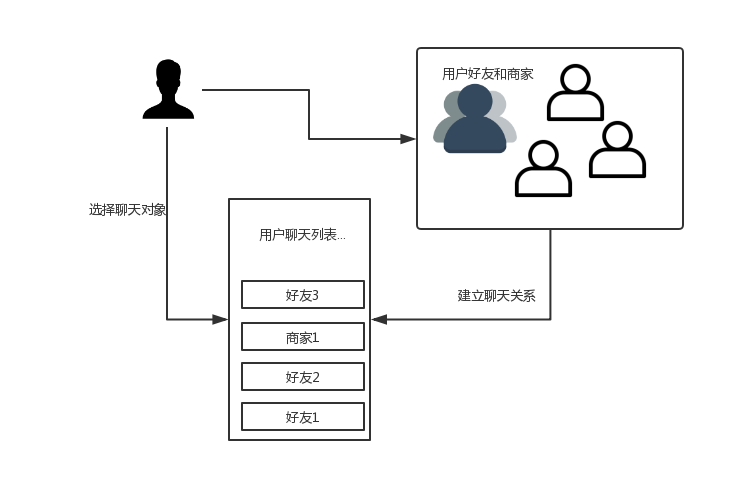 用户好友和商家
选择聊天对象
用户聊天列表...
建立聊天关系
好友3
商家1
好友2
好友1